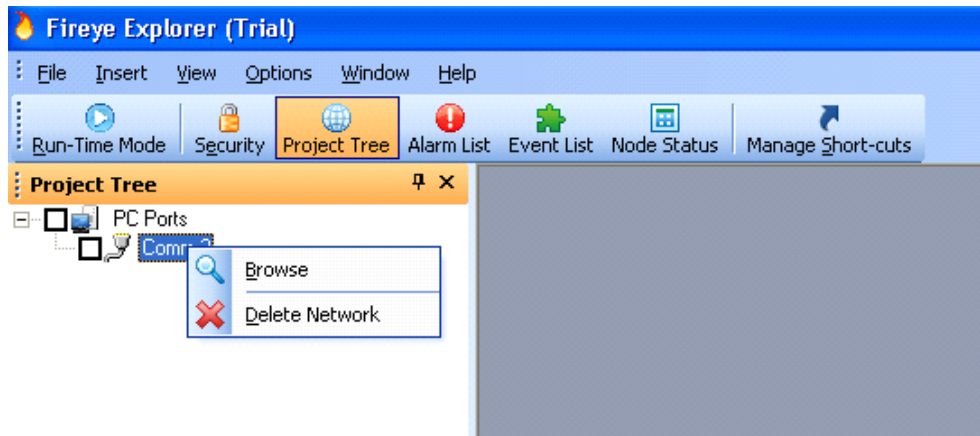 Fireye Explorer (Trial)
File Insert View Options Window Help
Run-Time Mode Security Project Tree Alarm List Event List Node Status Manage Short-cuts
Project Tree
PC Ports
Browse
Delete Network